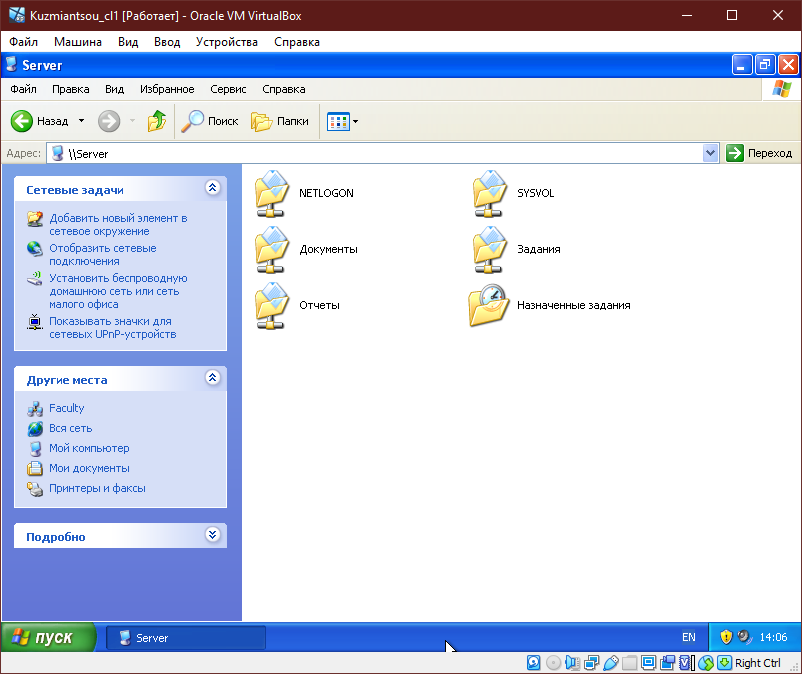 Kuzmiantsou_cl1 [Работает] - Oracle VM VirtualBox
Файл Машина Вид Ввод Устройства Справка
Server
Файл Правка Вид Избранное Сервис Справка
Назад Поиск Папки
Адрес: \\Server Переход
Сетевые задачи
Добавить новый элемент в
сетевое окружение
Отобразить сетевые
подключения
Установить беспроводную
домашнюю сеть или сеть
малого офиса
Показывать значки для
сетевых UPnP-устройств
Другие места
Faculty
Вся сеть
Мой компьютер
Мои документы
Принтеры и факсы
Подробно
NETLOGON SYSVOL
Документы Задания
Отчеты Назначенные задания
пуск Server EN 14:06
Right Ctrl